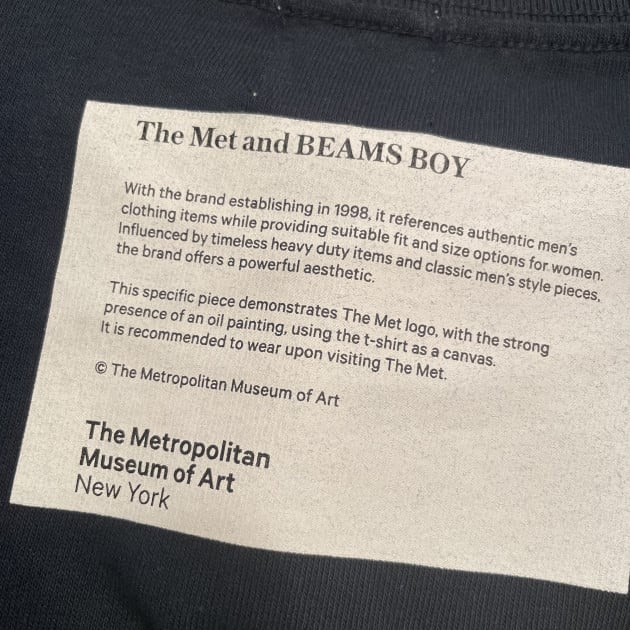 The Met and BEAMS BOY
With the brand establishing in 1998, it references authentic men's
clothing items while providing suitable fit and size options for women.
Influenced by timeless heavy duty items and classic men's style pieces,
the brand offers a powerful aesthetic.
This specific piece demonstrates The Met logo, with the strong
presence of an oil painting, using the t-shirt as a canvas.
It is recommended to wear upon visiting The Met.
© The Metropolitan Museum of Art
The Metropolitan
Museum of Art
New York